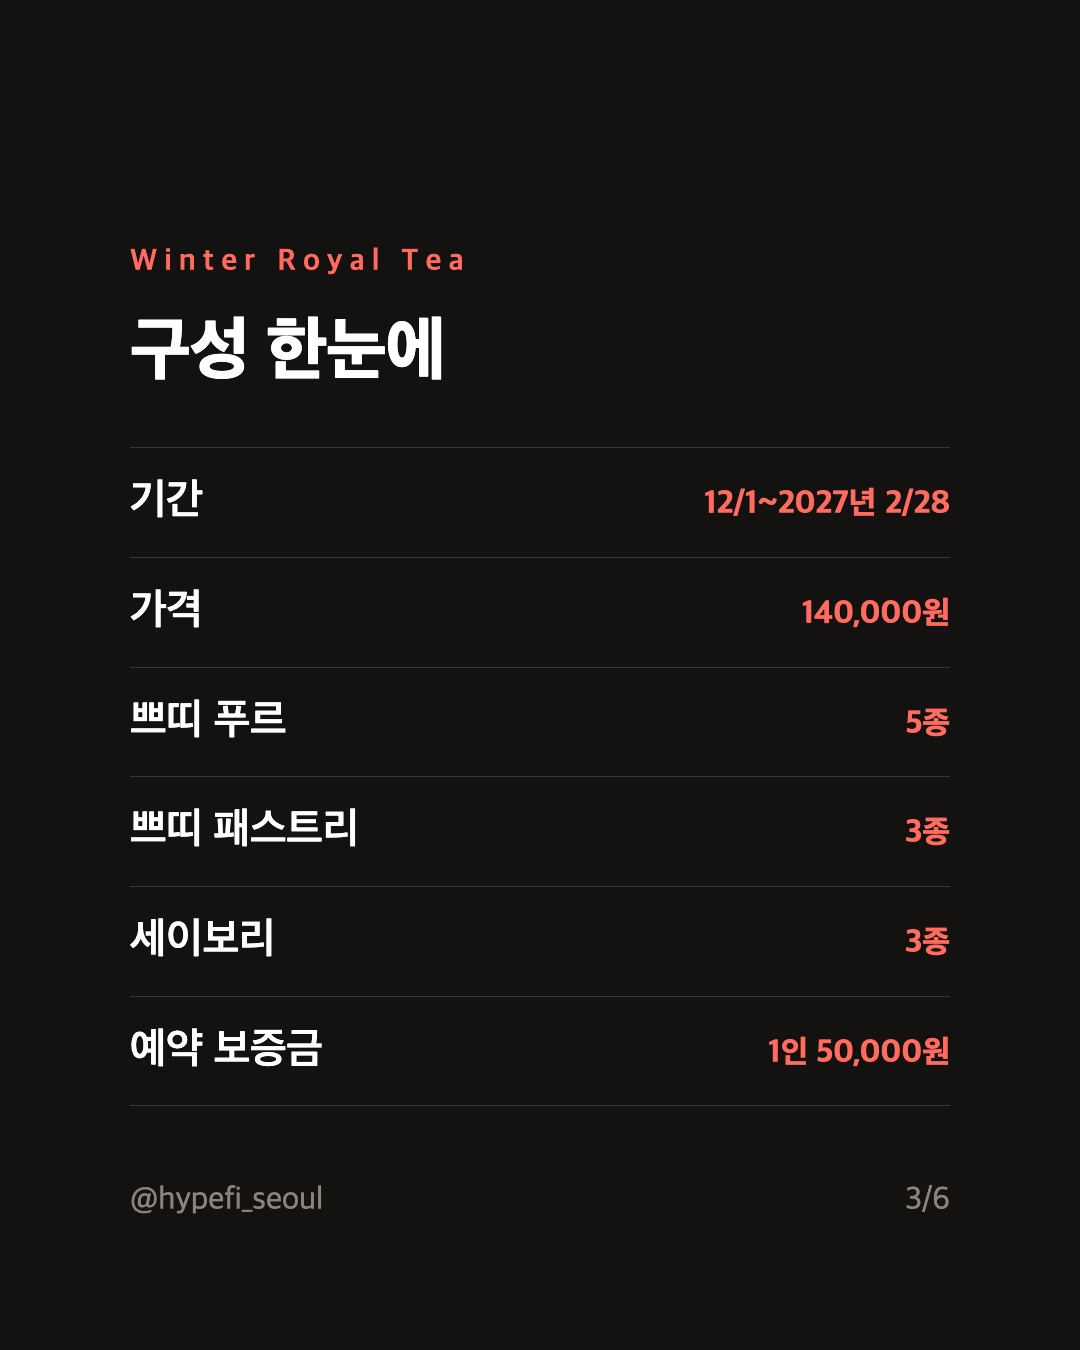 Winter Royal Tea
구성 한눈에
기간 12/1~2027년 2/28
가격 140,000원
쁘띠 푸르 5종
쁘띠 패스트리 3종
세이보리 3종
예약 보증금 1인 50,000원
@hypefi_seoul 3/6